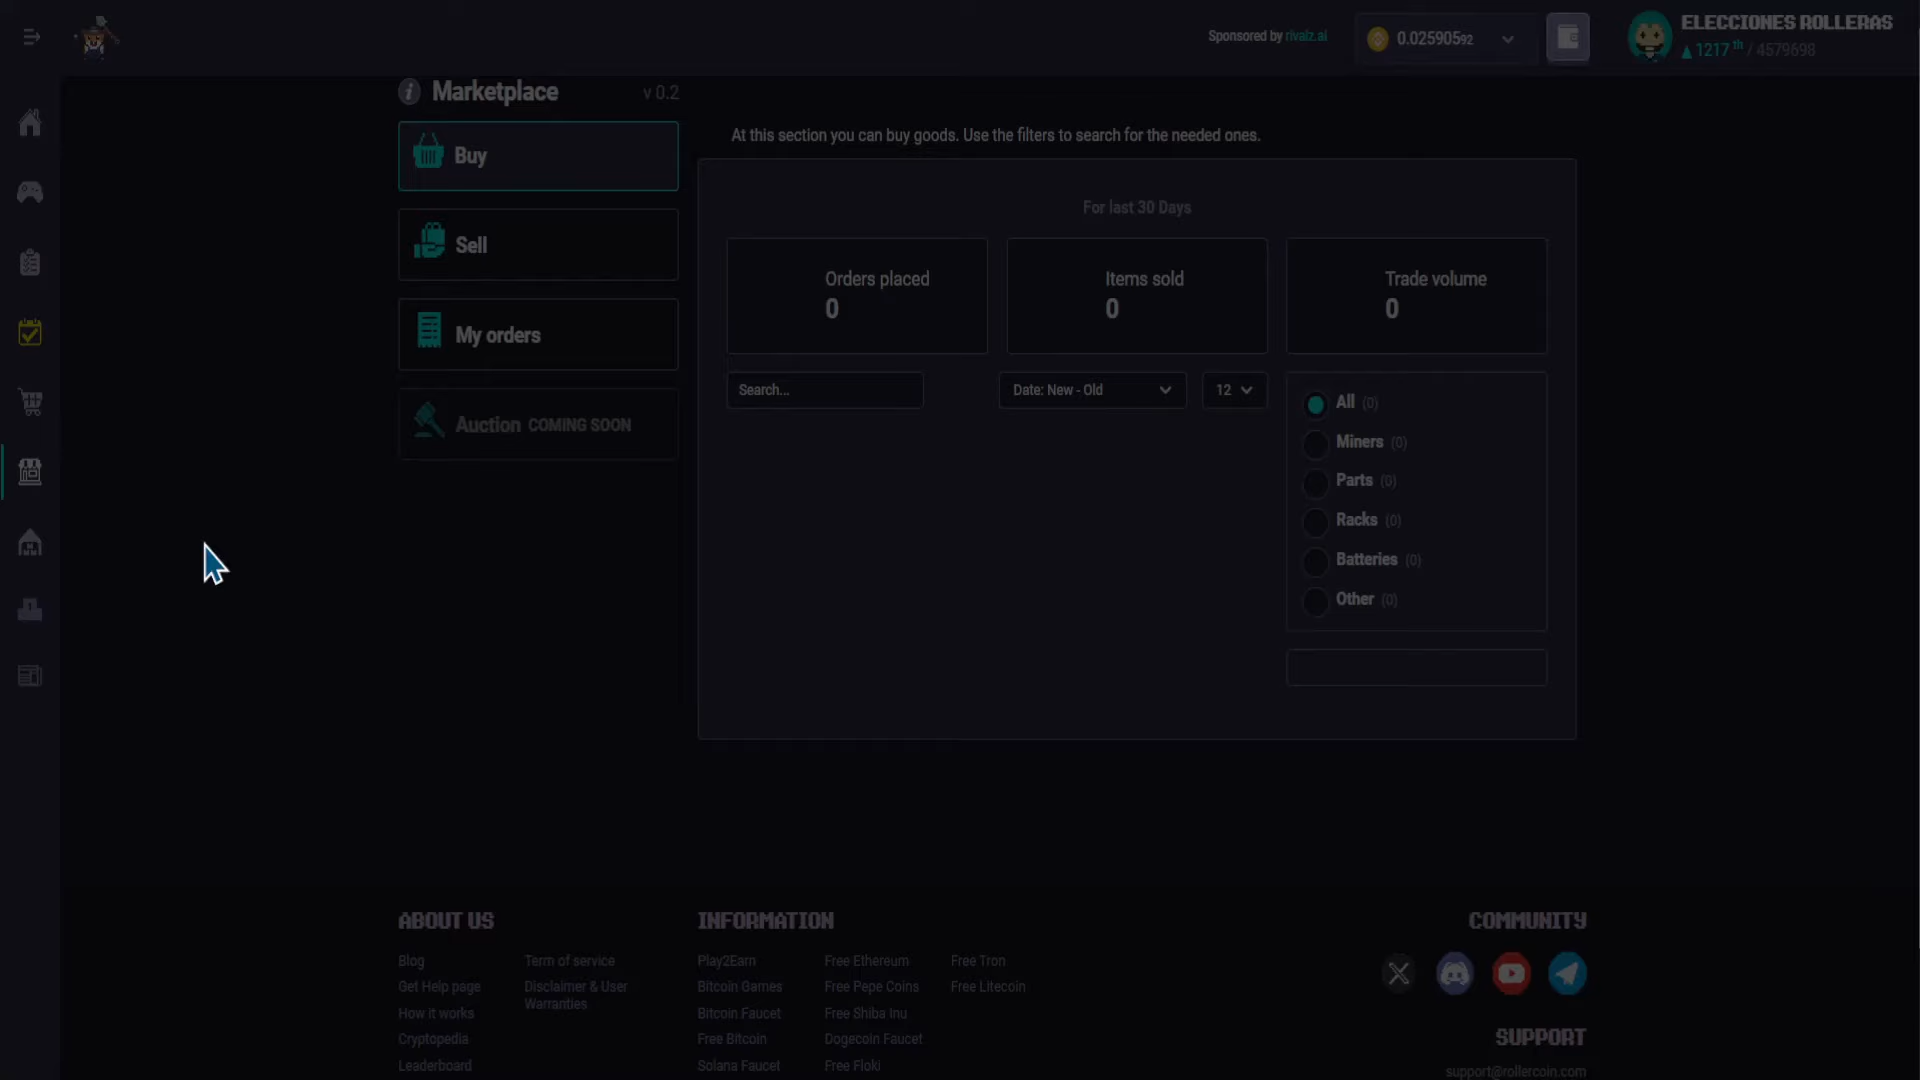 Sponsored by rivalz.ai
0.02590592
ELECCIONES ROLLERAS
1217 th / 4579698
Marketplace
v 0.2
Buy
Sell
My orders
Auction COMING SOON
At this section you can buy goods. Use the filters to search for the needed ones.
For last 30 Days
Orders placed
0
Items sold
0
Trade volume
0
Search...
Date: New - Old
12
All (0)
Miners (0)
Parts (0)
Racks (0)
Batteries (0)
Other (0)
ABOUT US
Blog
Get Help page
How it works
Cryptopedia
Leaderboard
Term of service
Disclaimer & User
Warranties
INFORMATION
Play2Earn
Bitcoin Games
Bitcoin Faucet
Free Bitcoin
Solana Faucet
Free Ethereum
Free Pepe Coins
Free Shiba Inu
Dogecoin Faucet
Free Floki
Free Tron
Free Litecoin
COMMUNITY
SUPPORT
support@rollercoin.com